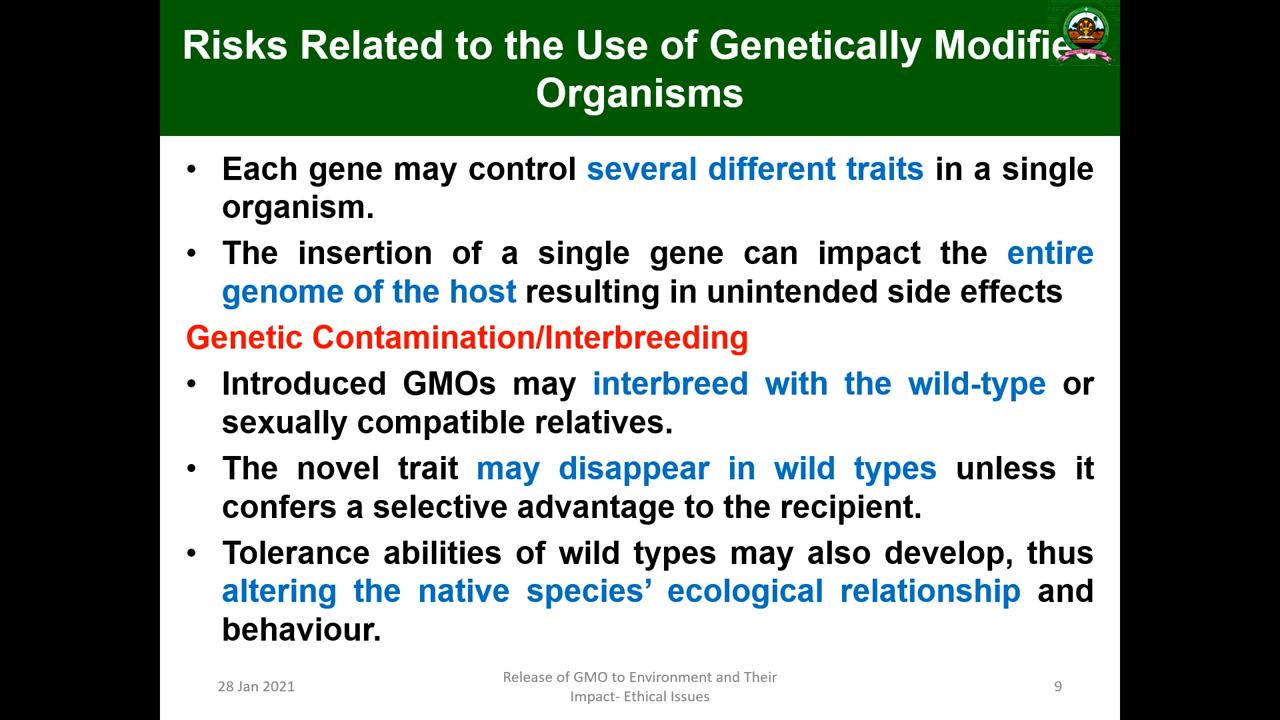 Risks Related to the Use of Genetically Modified
Organisms
• Each gene may control several different traits in a single
organism.
• The insertion of a single gene can impact the entire
genome of the host resulting in unintended side effects
Genetic Contamination/Interbreeding
• Introduced GMOs may interbreed with the wild-type or
sexually compatible relatives.
• The novel trait may disappear in wild types unless it
confers a selective advantage to the recipient.
• Tolerance abilities of wild types may also develop, thus
altering the native species’ ecological relationship and
behaviour.
28 Jan 2021
Release of GMO to Environment and Their
Impact- Ethical Issues
9